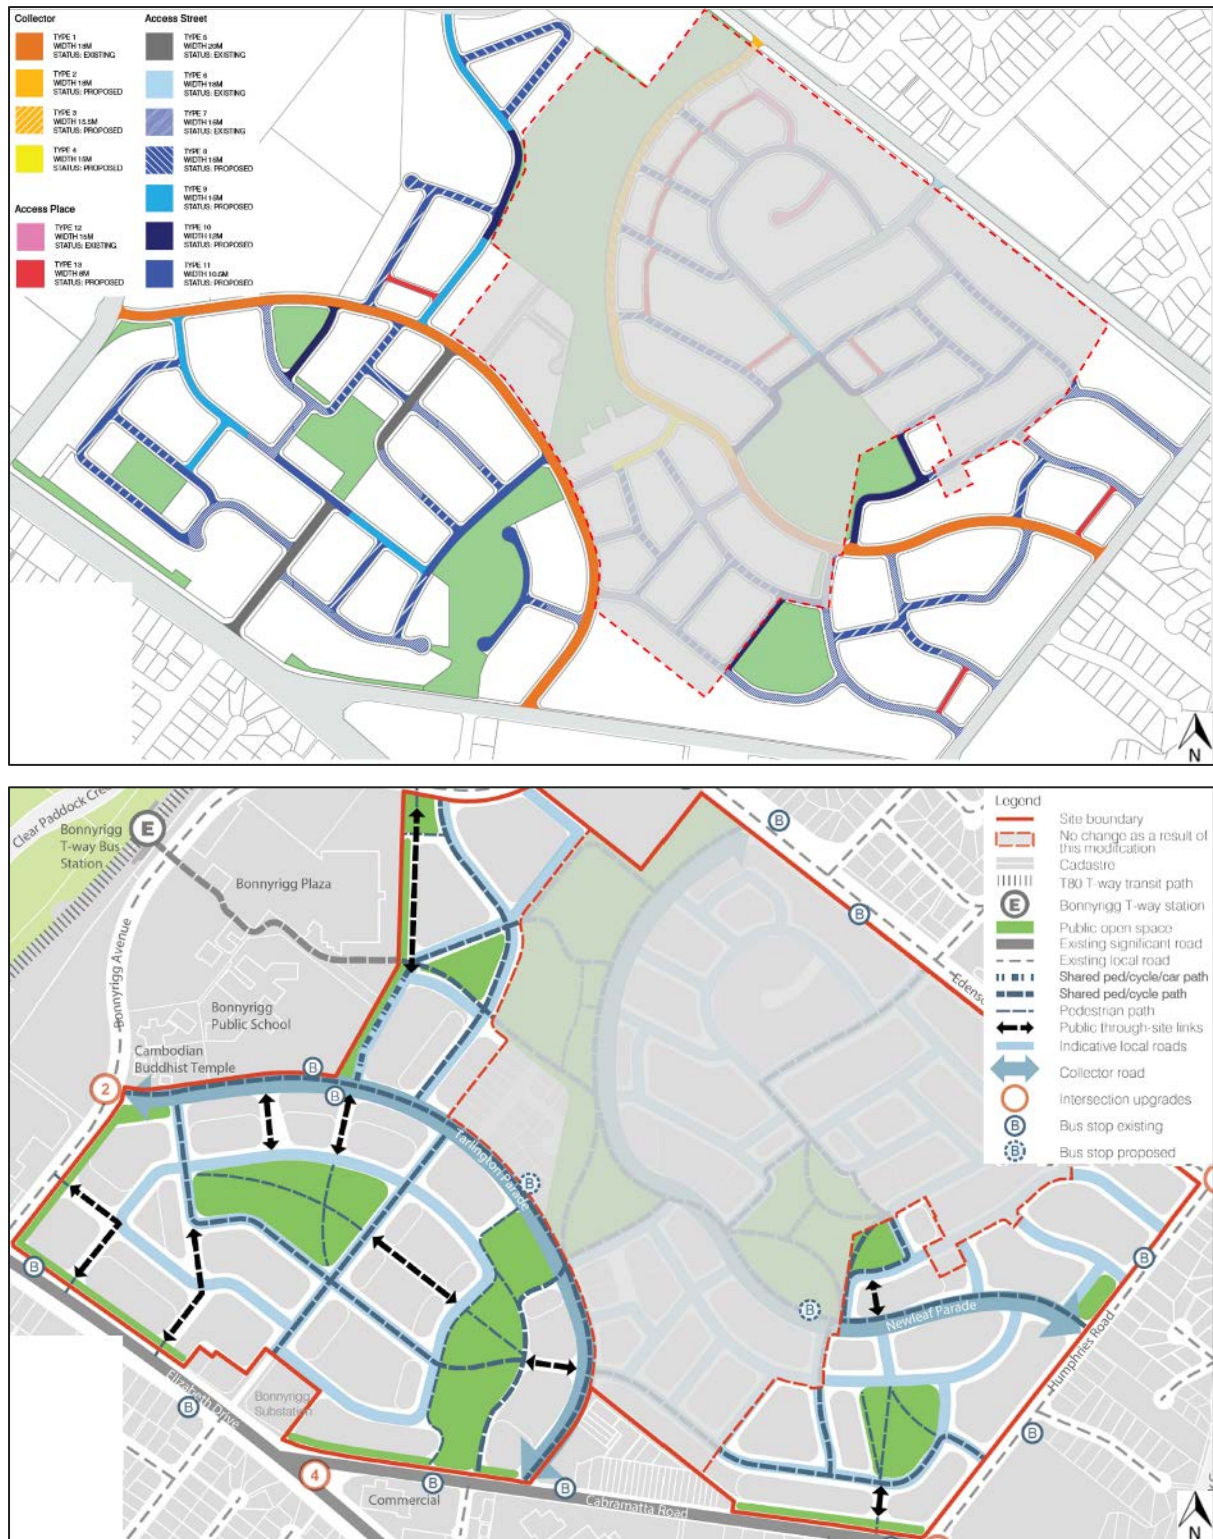 Collector
TYPE 1
WIDTH 18M
STATUS: EXISTING
TYPE 2
WIDTH 18M
STATUS: PROPOSED
TYPE 3
WIDTH 15.5M
STATUS: PROPOSED
TYPE 4
WIDTH 15M
STATUS: PROPOSED
Access Place
TYPE 12
WIDTH 15M
STATUS: EXISTING
TYPE 13
WIDTH 8M
STATUS: PROPOSED
Access Street
TYPE 5
WIDTH 20M
STATUS: EXISTING
TYPE 6
WIDTH 18M
STATUS: EXISTING
TYPE 7
WIDTH 15M
STATUS: EXISTING
TYPE 8
WIDTH 15M
STATUS: PROPOSED
TYPE 9
WIDTH 15M
STATUS: PROPOSED
TYPE 10
WIDTH 12M
STATUS: PROPOSED
TYPE 11
WIDTH 10.5M
STATUS: PROPOSED
N
Clear Paddock Cree
Bonnyrigg
T-way Bus
Station
E
Bonnyrigg Plaza
Bonnyrigg Avenue
Bonnyrigg
Public School
Cambodian
Buddhist Temple
2
B
B
Tarlington Parade
B
B
B
Edenso
B
Newleaf Parade
Humphries Road
B
B
B
Elizabeth Drive
B
Bonnyrigg
Substation
4
Commercial
B
B
Cabramatta Road
Legend
Site boundary
No change as a result of
this modification
Cadastre
T80 T-way transit path
E
Bonnyrigg T-way station
Public open space
Existing significant road
Existing local road
Shared ped/cycle/car path
Shared ped/cycle path
Pedestrian path
Public through-site links
Indicative local roads
Collector road
Intersection upgrades
B
Bus stop existing
B
Bus stop proposed
N